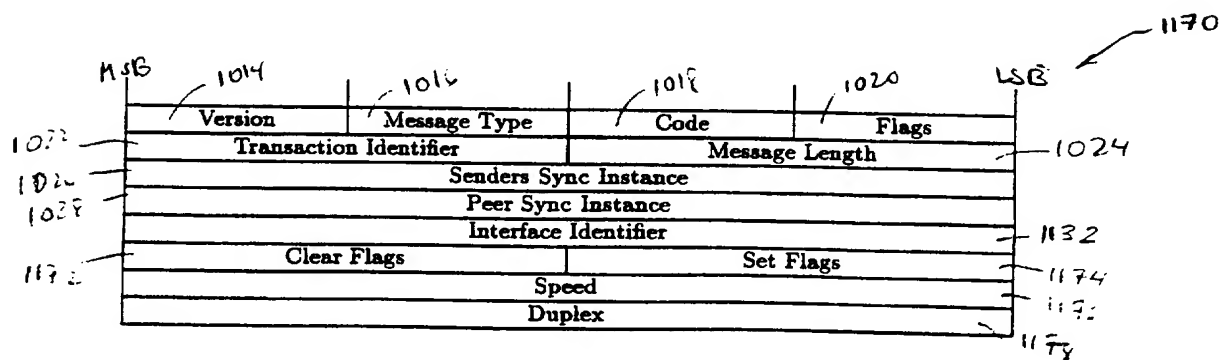 1170
MSB 1014 1016 1018 1020 LSB
Version Message Type Code Flags
Transaction Identifier Message Length 1024
Senders Sync Instance
Peer Sync Instance
Interface Identifier 1132
Clear Flags Set Flags 1174
Speed
Duplex 1178